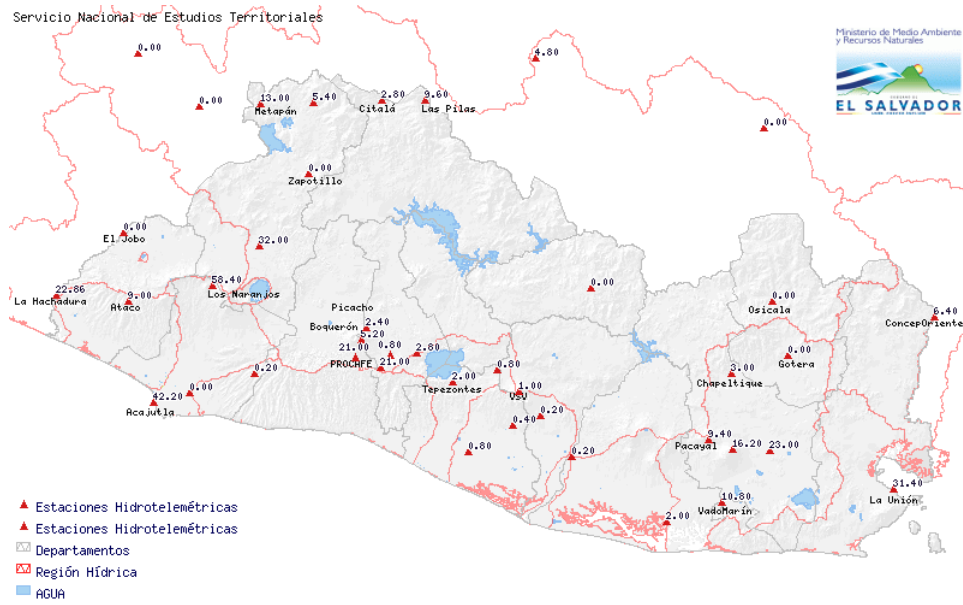 Servicio Nacional de Estudios Territoriales
Ministerio de Medio Ambiente
y Recursos Naturales
EL SALVADOR
0.00
4.80
0.00
13.00
Metapán
5.40
2.80
Citalá
9.60
Las Pilas
0.00
0.00
Zapotillo
0.00
El Jobo
32.00
58.40
Los Naranjos
22.86
La Hachadura
9.00
Ataco
0.00
0.00
Osicala
6.40
ConcepOriente
Picacho
2.40
Boquerón
5.20
21.00
PROCAFE
0.80
21.00
2.80
0.00
Gotera
3.00
Chapeltique
0.20
0.00
42.20
Acajutla
2.00
Tepezontes
0.80
1.00
VSV
0.40
0.20
0.80
0.20
9.40
Pacayal
16.20
23.00
31.40
La Unión
10.80
VadoMarín
2.00
Estaciones Hidrotelemétricas
Estaciones Hidrotelemétricas
Departamentos
Región Hídrica
AGUA